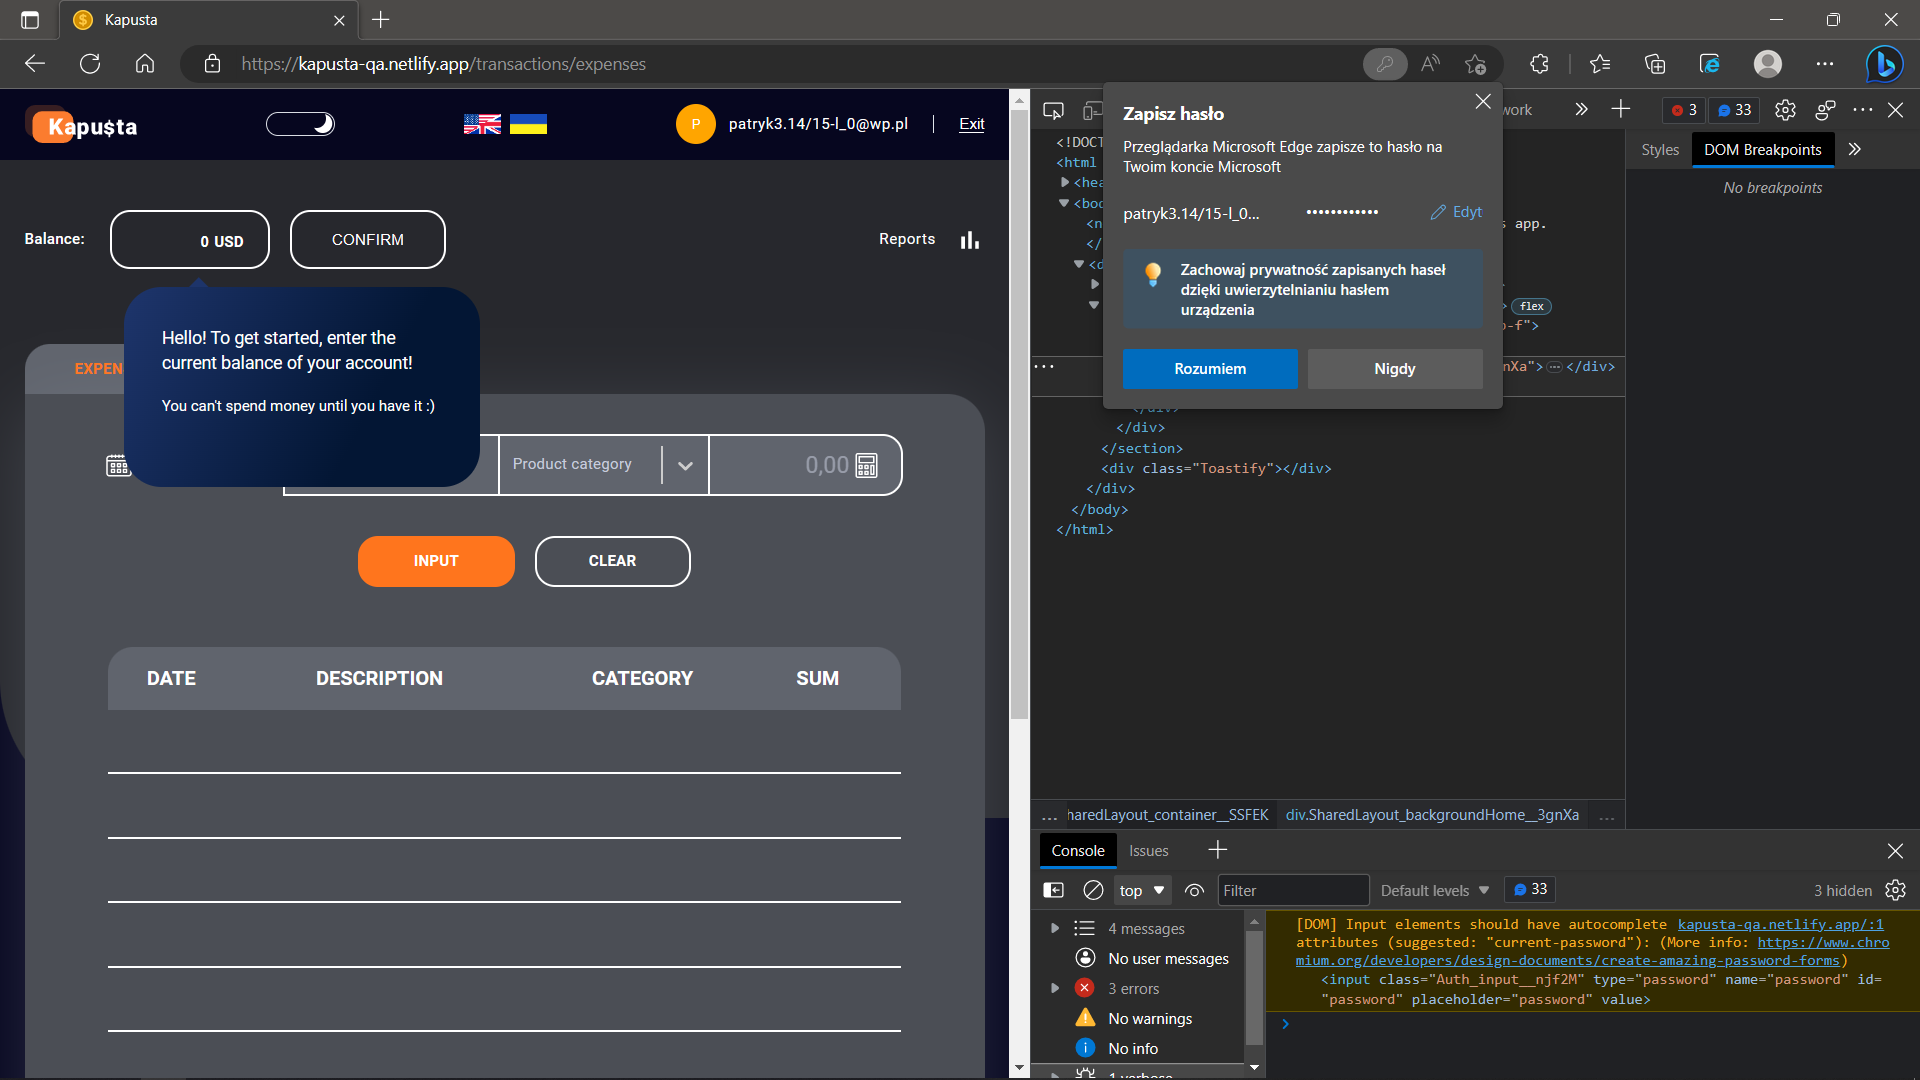 Kapusta
https://kapusta-qa.netlify.app/transactions/expenses
Kapu$ta
P
patryk3.14/15-l_0@wp.pl
Exit
Balance:
0 USD
CONFIRM
Reports
Hello! To get started, enter the
current balance of your account!
You can't spend money until you have it :)
EXPEN
Product category
0,00
INPUT
CLEAR
DATE DESCRIPTION CATEGORY SUM
Zapisz hasło
Przeglądarka Microsoft Edge zapisze to hasło na
Twoim koncie Microsoft
patryk3.14/15-l_0... •••••••••••• Edyt
Zachowaj prywatność zapisanych haseł
dzięki uwierzytelnianiu hasłem
urządzenia
Rozumiem Nigdy
work
3 33
Styles DOM Breakpoints
No breakpoints
<!DOCT
<html
<hea
<boc
<n
s app.
</
<d
flex
o-f">
nXa"> ... </div>
</div>
</div>
</section>
<div class="Toastify"></div>
</div>
</body>
</html>
... haredLayout_container__SSFEK div.SharedLayout_backgroundHome__3gnXa ...
Console Issues
top Filter Default levels 33 3 hidden
4 messages
No user messages
3 errors
No warnings
No info
1 verbose
[DOM] Input elements should have autocomplete kapusta-qa.netlify.app/:1
attributes (suggested: "current-password"): (More info: https://www.chro
mium.org/developers/design-documents/create-amazing-password-forms)
<input class="Auth_input__njf2M" type="password" name="password" id=
"password" placeholder="password" value>